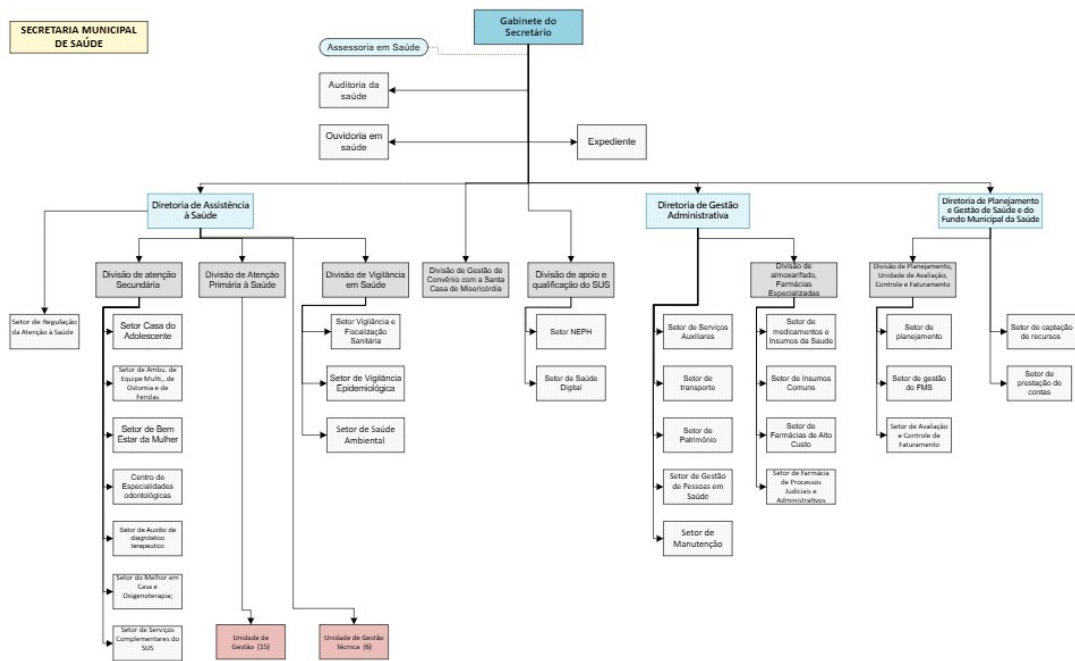 SECRETARIA MUNICIPAL
DE SAÚDE
Gabinete do
Secretário
Assessoria em Saúde
Auditoria da
saúde
Ouvidoria em
saúde
Expediente
Diretoria de Assistência
à Saúde
Diretoria de Gestão
Administrativa
Diretoria de Planejamento
e Gestão de Saúde e do
Fundo Municipal da Saúde
Divisão de atenção
Secundária
Divisão de Atenção
Primária à Saúde
Divisão de Vigilância
em Saúde
Divisão de Gestão de
Convênio com a Santa
Casa de Misericórdia
Divisão de apoio e
qualificação do SUS
Divisão de
almoxarifado,
Farmácias
Especializadas
Divisão de Planejamento,
Unidade de Avaliação,
Controle e Faturamento
Setor de Regulação
da Atenção à Saúde
Setor Casa do
Adolescente
Setor de Ambu. de
Equipe Multi., de
Ostomia e de
Feridas
Setor de Bem
Estar da Mulher
Centro de
Especialidades
odontológicas
Setor de Auxílio de
diagnóstico
terapeutico
Setor do Melhor em
Casa e
Oxigenoterapia;
Setor de Serviços
Complementares do
SUS
Unidade de
Gestão (15)
Unidade de Gestão
Técnica (6)
Setor Vigilância e
Fiscalização
Sanitária
Setor de Vigilância
Epidemiológica
Setor de Saúde
Ambiental
Setor NEPH
Setor de Saúde
Digital
Setor de Serviços
Auxiliares
Setor de
transporte
Setor de
Patrimônio
Setor de Gestão
de Pessoas em
Saúde
Setor de
Manutenção
Setor de
medicamentos e
Insumos da Saude
Setor de Insumos
Comuns
Setor de
Farmácias de Alto
Custo
Setor de Farmácia
de Processos
Judiciais e
Administrativos
Setor de
planejamento
Setor de gestão
do FMS
Setor de Avaliação
e Controle de
Faturamento
Setor de captação
de recursos
Setor de
prestação de
contas